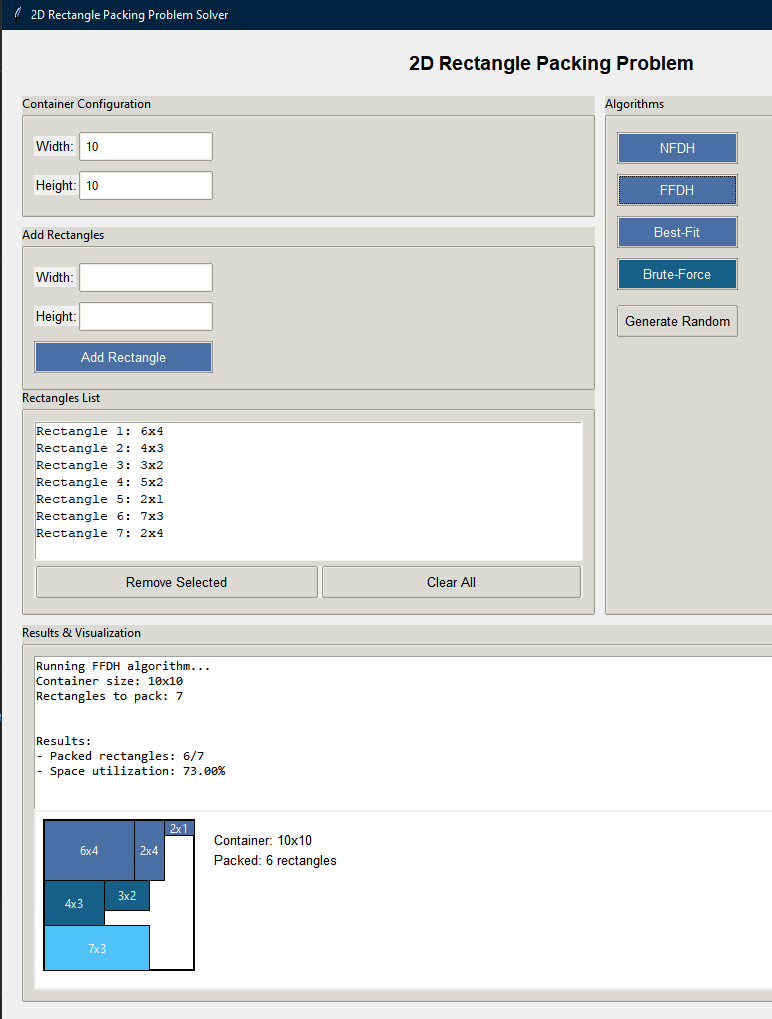 2D Rectangle Packing Problem Solver
2D Rectangle Packing Problem
Container Configuration
Width: 10
Height: 10
Add Rectangles
Width:
Height:
Add Rectangle
Rectangles List
Rectangle 1: 6x4
Rectangle 2: 4x3
Rectangle 3: 3x2
Rectangle 4: 5x2
Rectangle 5: 2x1
Rectangle 6: 7x3
Rectangle 7: 2x4
Remove Selected
Clear All
Algorithms
NFDH
FFDH
Best-Fit
Brute-Force
Generate Random
Results & Visualization
Running FFDH algorithm...
Container size: 10x10
Rectangles to pack: 7
Results:
- Packed rectangles: 6/7
- Space utilization: 73.00%
6x4
2x4
2x1
4x3
3x2
7x3
Container: 10x10
Packed: 6 rectangles